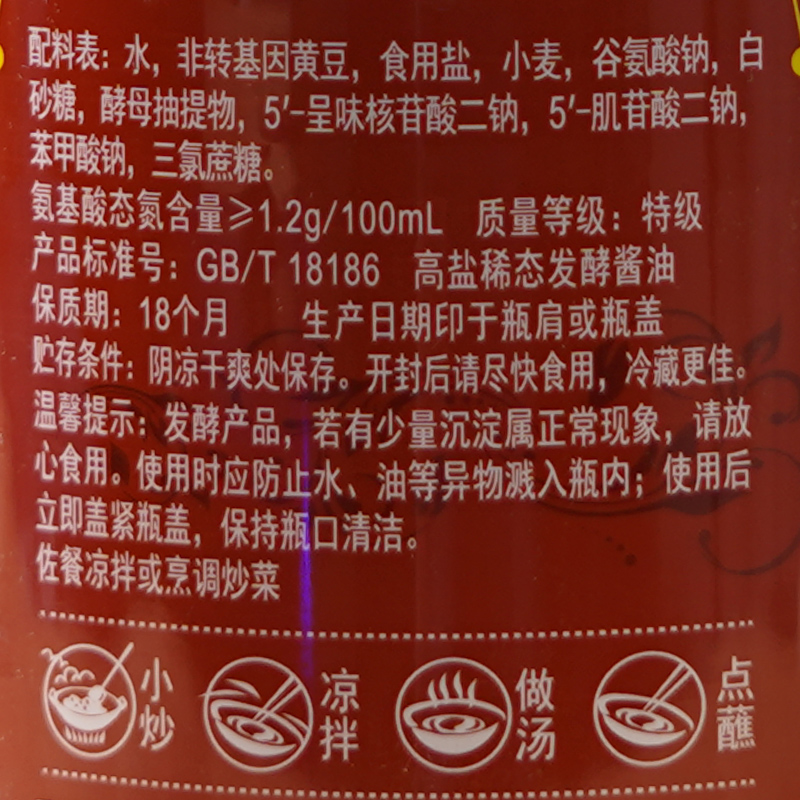 配料表：水，非转基因黄豆，食用盐，小麦，谷氨酸钠，白
砂糖，酵母抽提物，5′-呈味核苷酸二钠，5′-肌苷酸二钠，
苯甲酸钠，三氯蔗糖。
氨基酸态氮含量≥1.2g/100mL 质量等级：特级
产品标准号：GB/T 18186 高盐稀态发酵酱油
保质期：18个月 生产日期印于瓶肩或瓶盖
贮存条件：阴凉干爽处保存。开封后请尽快食用，冷藏更佳。
温馨提示：发酵产品，若有少量沉淀属正常现象，请放
心食用。使用时应防止水、油等异物溅入瓶内；使用后
立即盖紧瓶盖，保持瓶口清洁。
佐餐凉拌或烹调炒菜
小炒 凉拌 做汤 点蘸